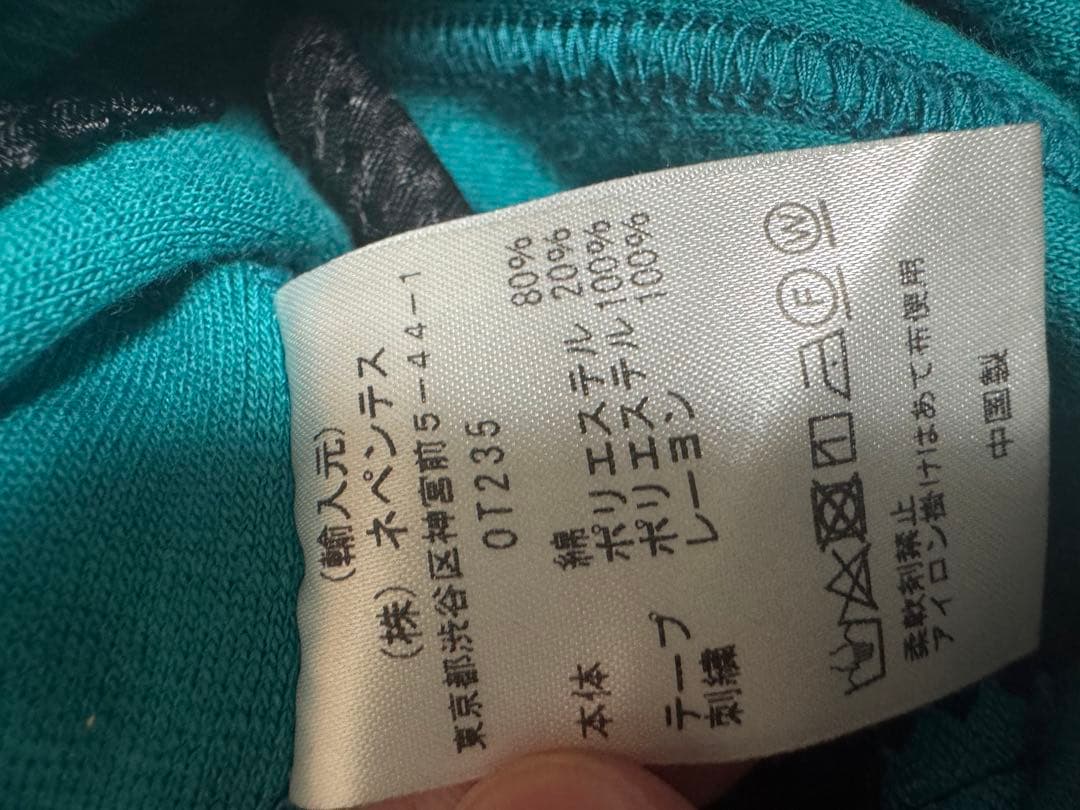 (輸入元)
(株) ネペンテス
東京都渋谷区神宮前5-44-1
OT235
本体 綿 80%
ポリエステル 20%
テープ ポリエステル 100%
刺繍 レーヨン 100%
F W
柔軟剤禁止
アイロン掛けはあて布使用
中国製